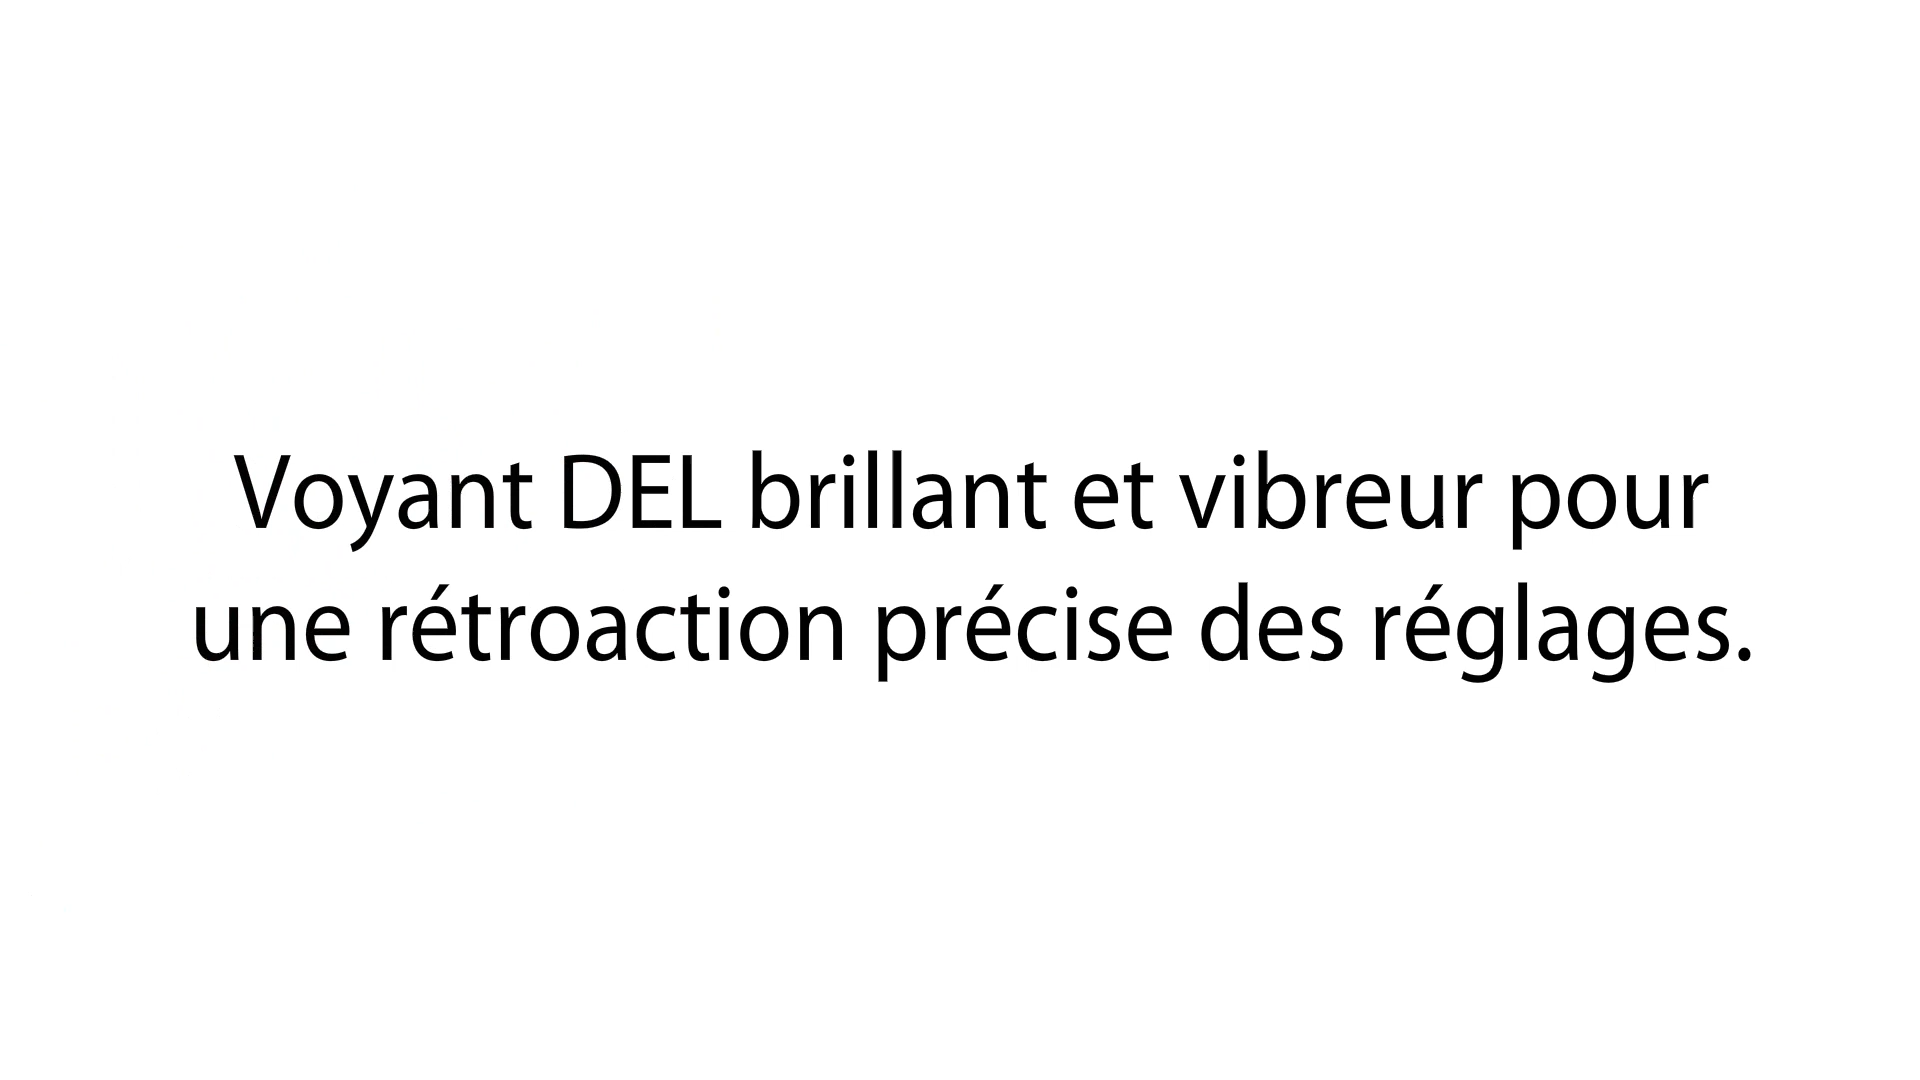 Voyant DEL brillant et vibreur pour
une rétroaction précise des réglages.